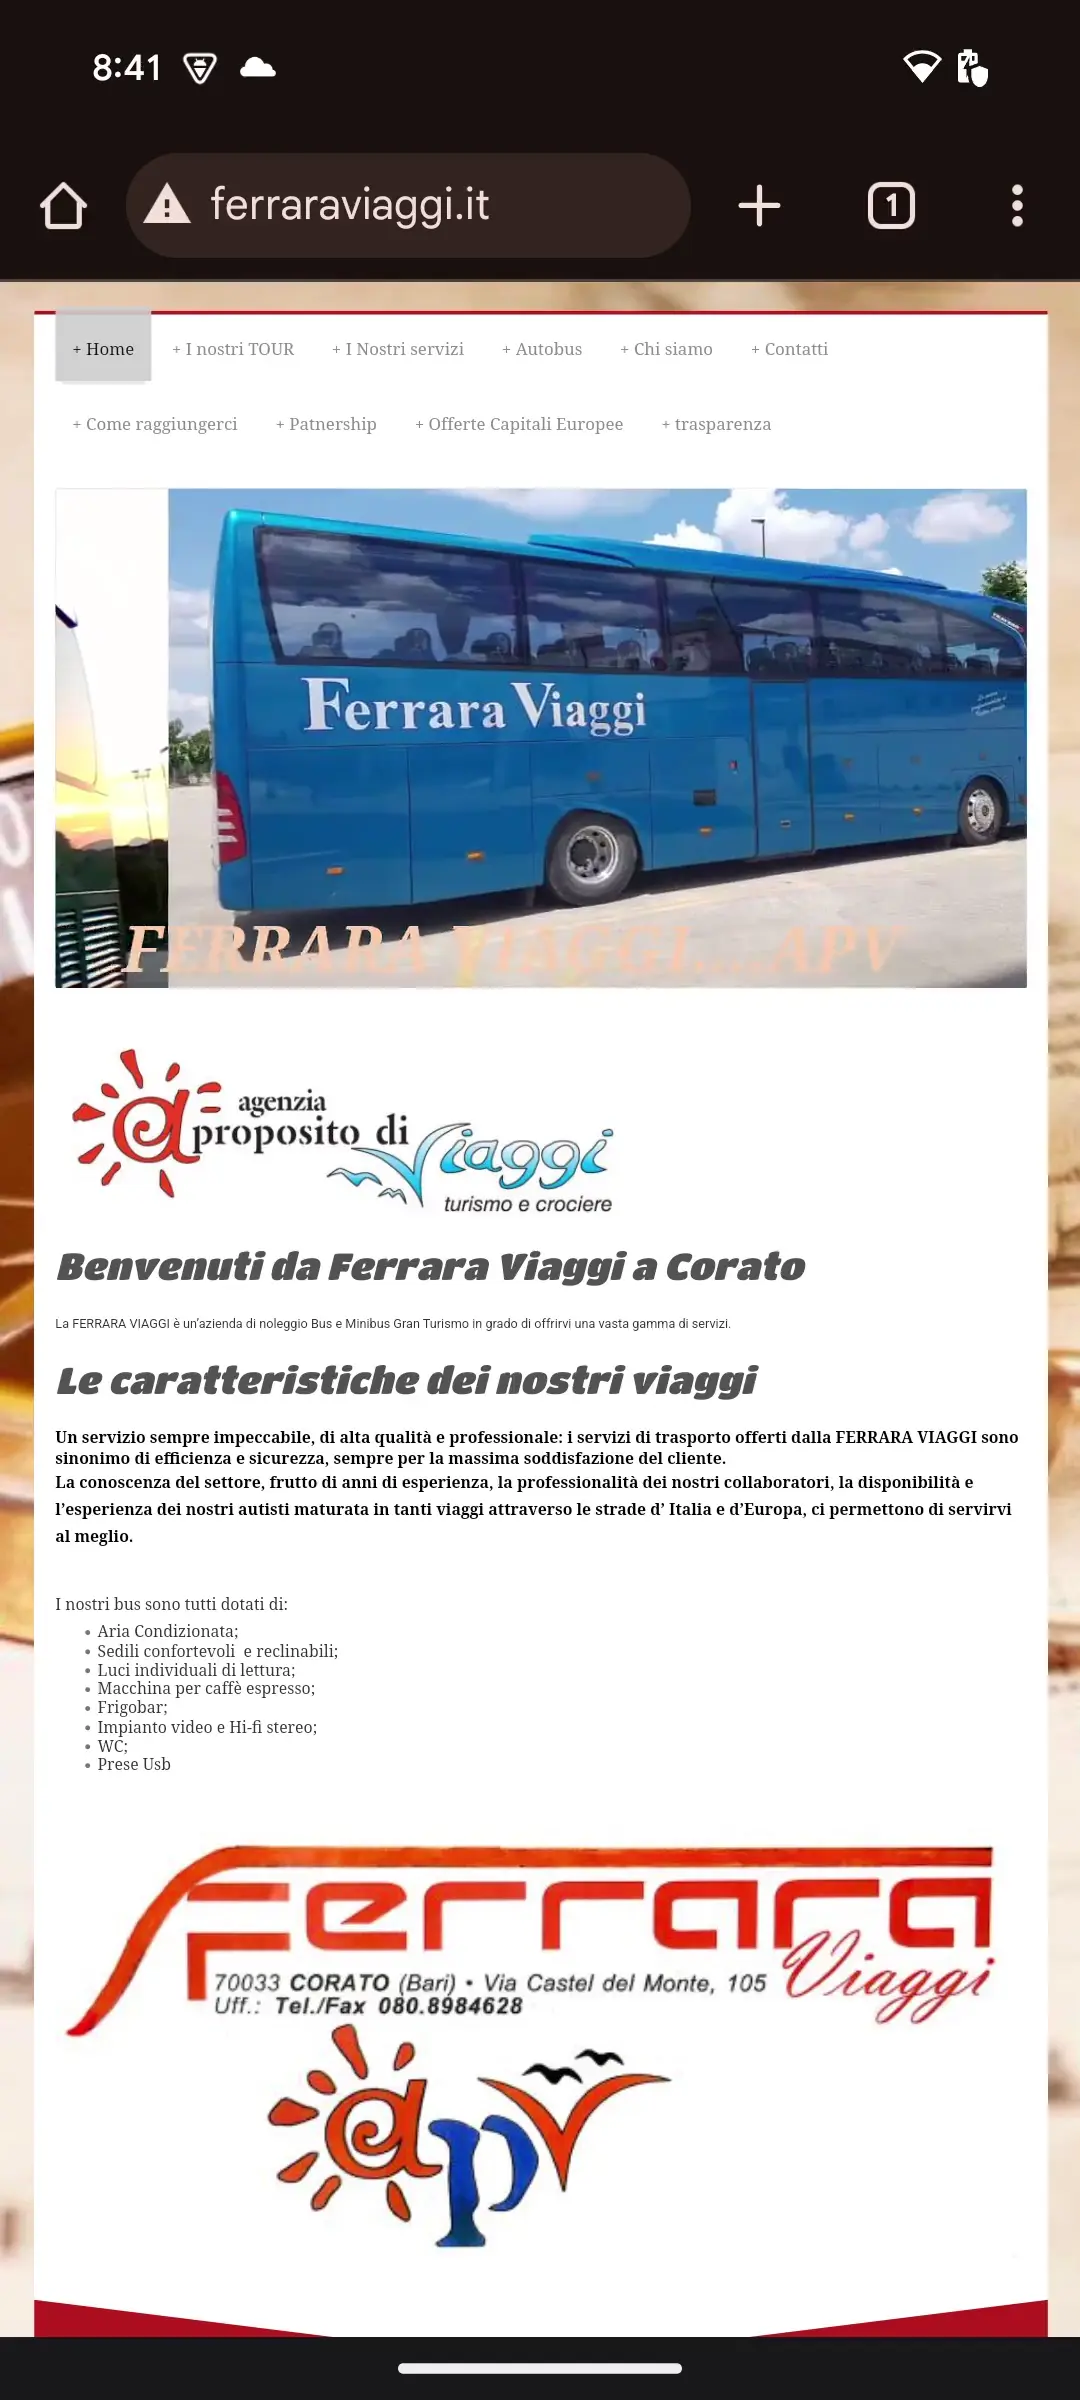 8:41
ferraraviaggi.it
1
+ Home + I nostri TOUR + I Nostri servizi + Autobus + Chi siamo + Contatti
+ Come raggiungerci + Patnership + Offerte Capitali Europee + trasparenza
Ferrara Viaggi
FERRARA VIAGGI....APV
agenzia
a proposito di
Viaggi
turismo e crociere
Benvenuti da Ferrara Viaggi a Corato
La FERRARA VIAGGI è un'azienda di noleggio Bus e Minibus Gran Turismo in grado di offrirvi una vasta gamma di servizi.
Le caratteristiche dei nostri viaggi
Un servizio sempre impeccabile, di alta qualità e professionale: i servizi di trasporto offerti dalla FERRARA VIAGGI sono
sinonimo di efficienza e sicurezza, sempre per la massima soddisfazione del cliente.
La conoscenza del settore, frutto di anni di esperienza, la professionalità dei nostri collaboratori, la disponibilità e
l’esperienza dei nostri autisti maturata in tanti viaggi attraverso le strade d’ Italia e d’Europa, ci permettono di servirvi
al meglio.
I nostri bus sono tutti dotati di:
• Aria Condizionata;
• Sedili confortevoli  e reclinabili;
• Luci individuali di lettura;
• Macchina per caffè espresso;
• Frigobar;
• Impianto video e Hi-fi stereo;
• WC;
• Prese Usb
Ferrara
Viaggi
70033 CORATO (Bari) • Via Castel del Monte, 105
Uff.: Tel./Fax 080.8984628
apv